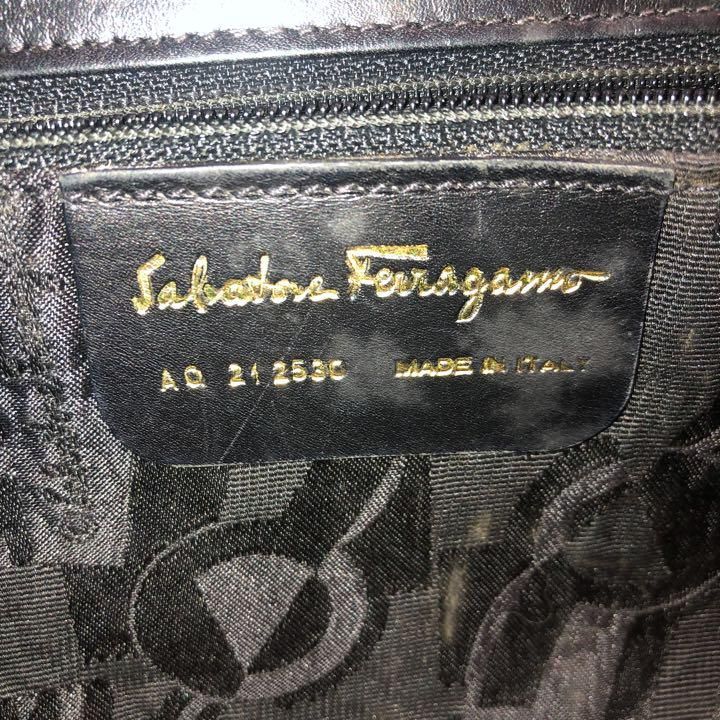 Salvatore Ferragamo
AQ 21 2530 MADE IN ITALY